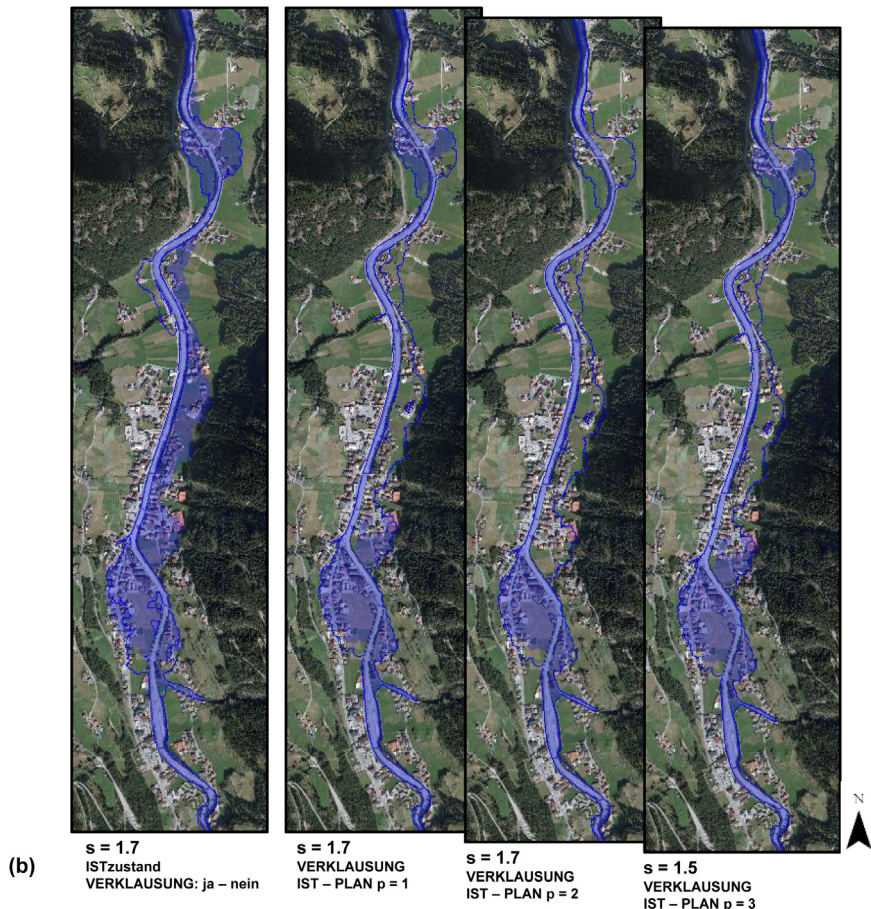 N
(b)
s = 1.7
ISTzustand
VERKLAUSUNG: ja – nein
s = 1.7
VERKLAUSUNG
IST – PLAN p = 1
s = 1.7
VERKLAUSUNG
IST – PLAN p = 2
s = 1.5
VERKLAUSUNG
IST – PLAN p = 3